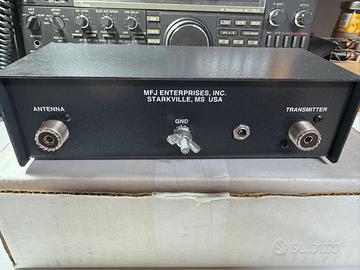 MFJ ENTERPRISES, INC.
STARKVILLE, MS USA
ANTENNA
TRANSMITTER
GND
subito